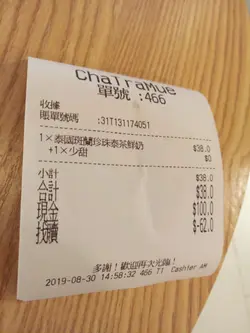 ChaTraMue
單號 :466
收據
賬單號碼 :31T131174051
1×泰國斑蘭珍珠泰茶鮮奶 $38.0
+1×少甜 $0
小計 $38.0
合計 $38.0
現金 $100.0
找續 $-62.0
多謝！歡迎再次光臨！
2019-08-30 14:58:32 466 T1 Cashier AM